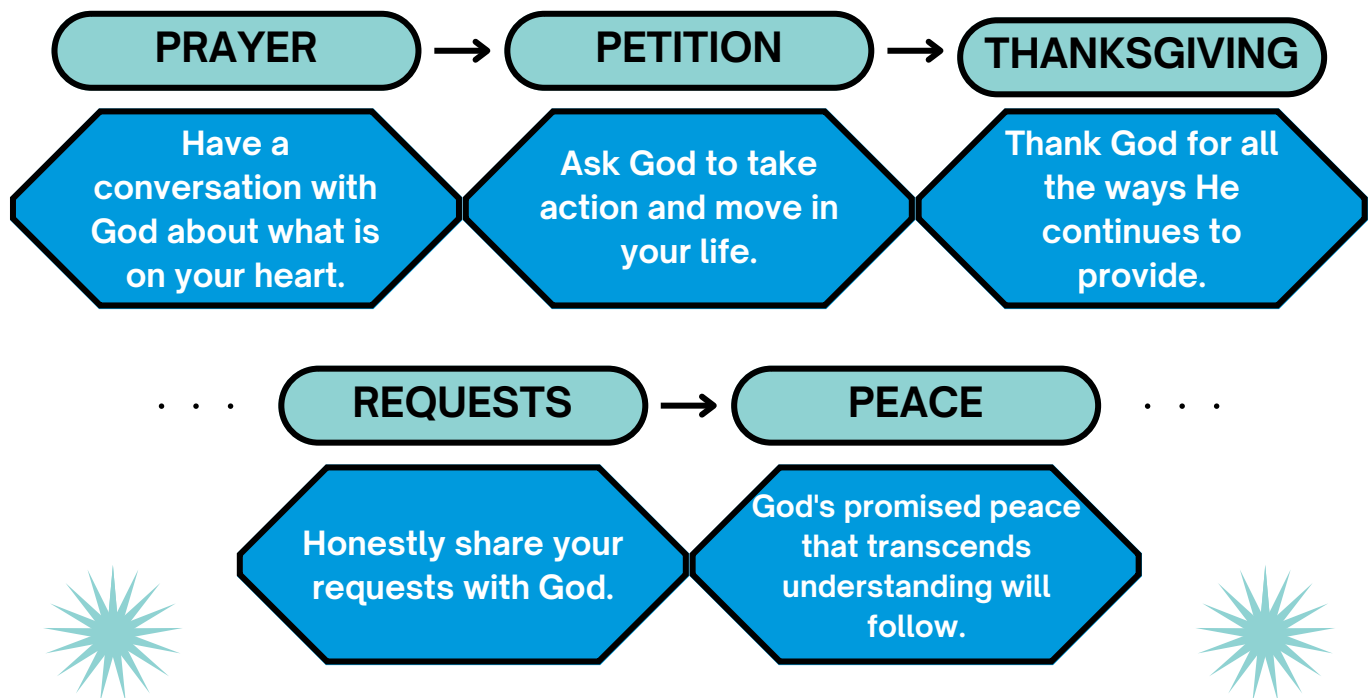 PRAYER
PETITION
THANKSGIVING
Have a
conversation with
God about what is
on your heart.
Ask God to take
action and move in
your life.
Thank God for all
the ways He
continues to
provide.
. . .
REQUESTS
PEACE
. . .
Honestly share your
requests with God.
God's promised peace
that transcends
understanding will
follow.